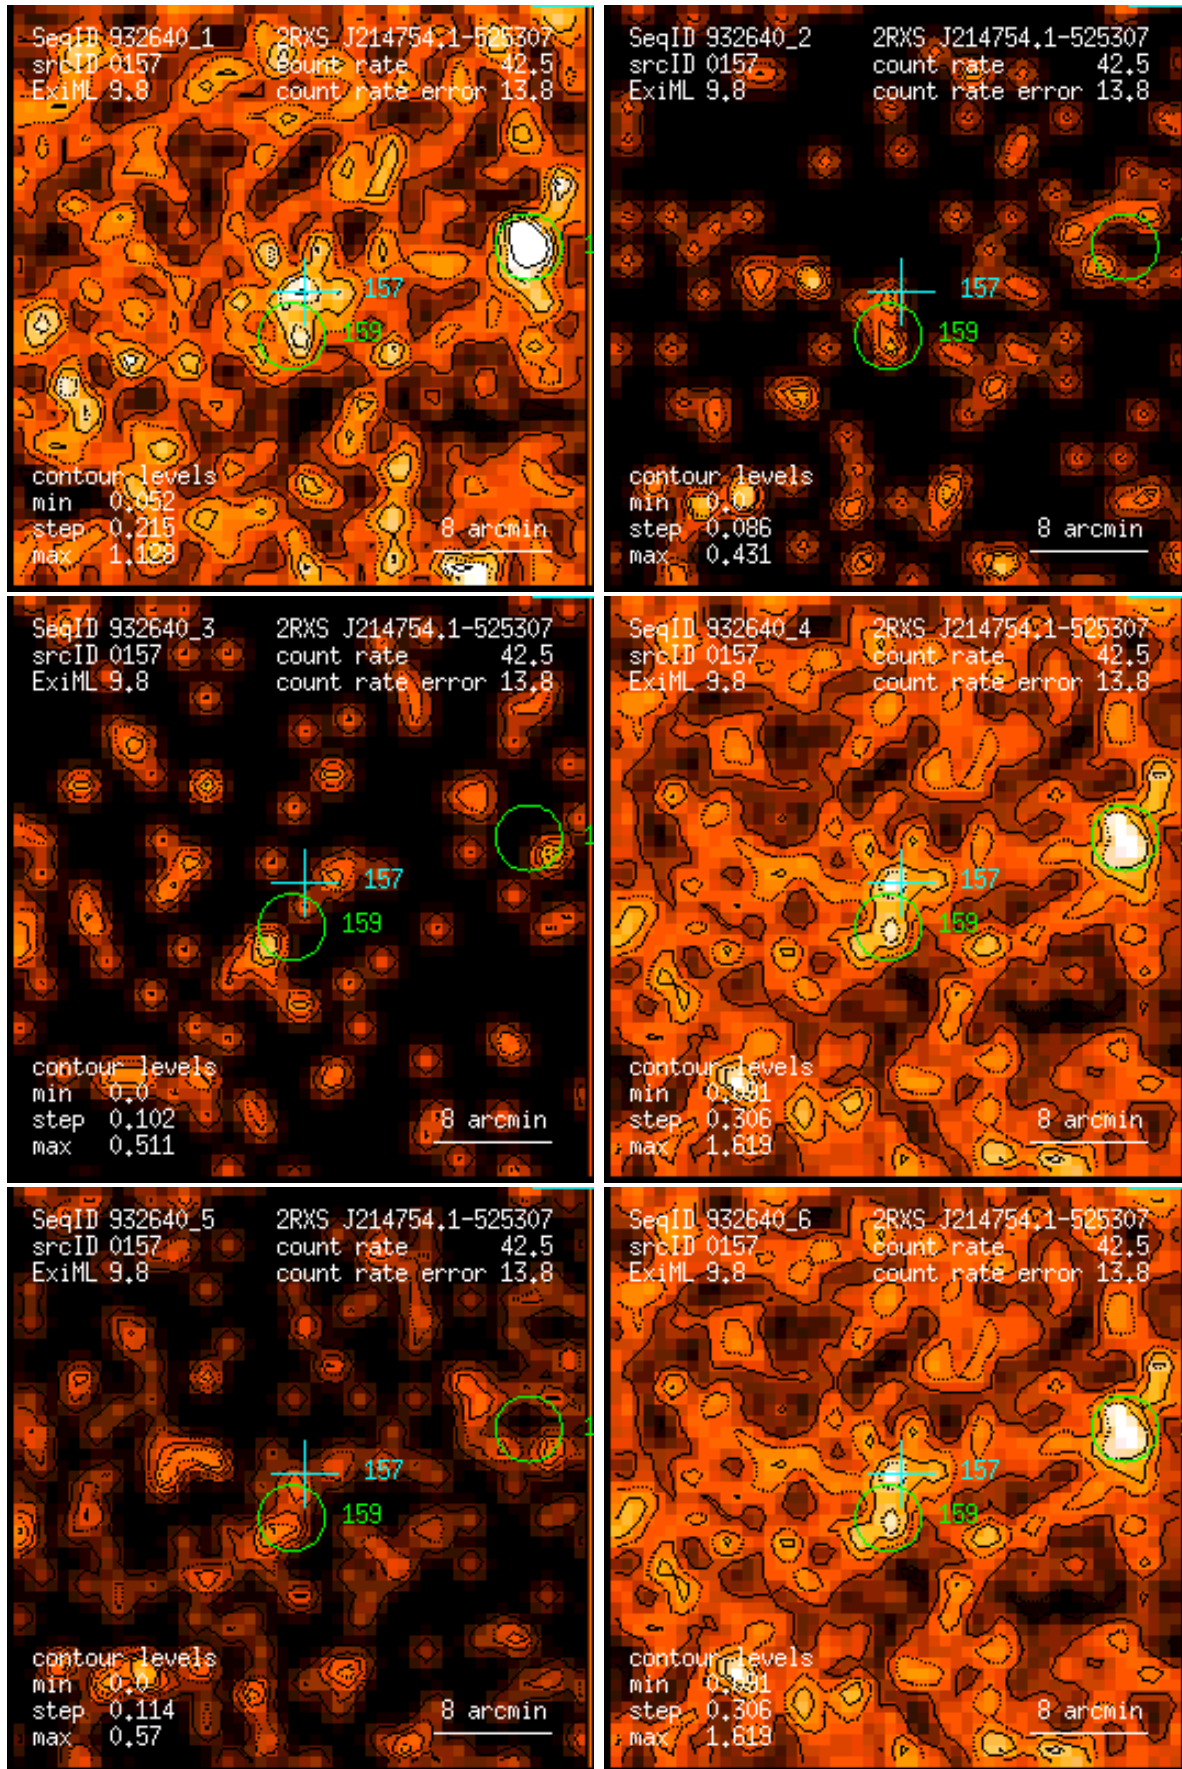 SeqID 932640_1 2RXS J214754.1-525307
srcID 0157 count rate 42.5
ExiML 9.8 count rate error 13.8
157
159
1
contour levels
min 0.052
step 0.215
max 1.128
8 arcmin
SeqID 932640_2 2RXS J214754.1-525307
srcID 0157 count rate 42.5
ExiML 9.8 count rate error 13.8
157
159
contour levels
min 0.0
step 0.086
max 0.431
8 arcmin
SeqID 932640_3 2RXS J214754.1-525307
srcID 0157 count rate 42.5
ExiML 9.8 count rate error 13.8
1
157
159
contour levels
min 0.0
step 0.102
max 0.511
8 arcmin
SeqID 932640_4 2RXS J214754.1-525307
srcID 0157 count rate 42.5
ExiML 9.8 count rate error 13.8
157
159
contour levels
min 0.091
step 0.306
max 1.619
8 arcmin
SeqID 932640_5 2RXS J214754.1-525307
srcID 0157 count rate 42.5
ExiML 9.8 count rate error 13.8
1
157
159
contour levels
min 0.0
step 0.114
max 0.57
8 arcmin
SeqID 932640_6 2RXS J214754.1-525307
srcID 0157 count rate 42.5
ExiML 9.8 count rate error 13.8
157
159
contour levels
min 0.091
step 0.306
max 1.619
8 arcmin